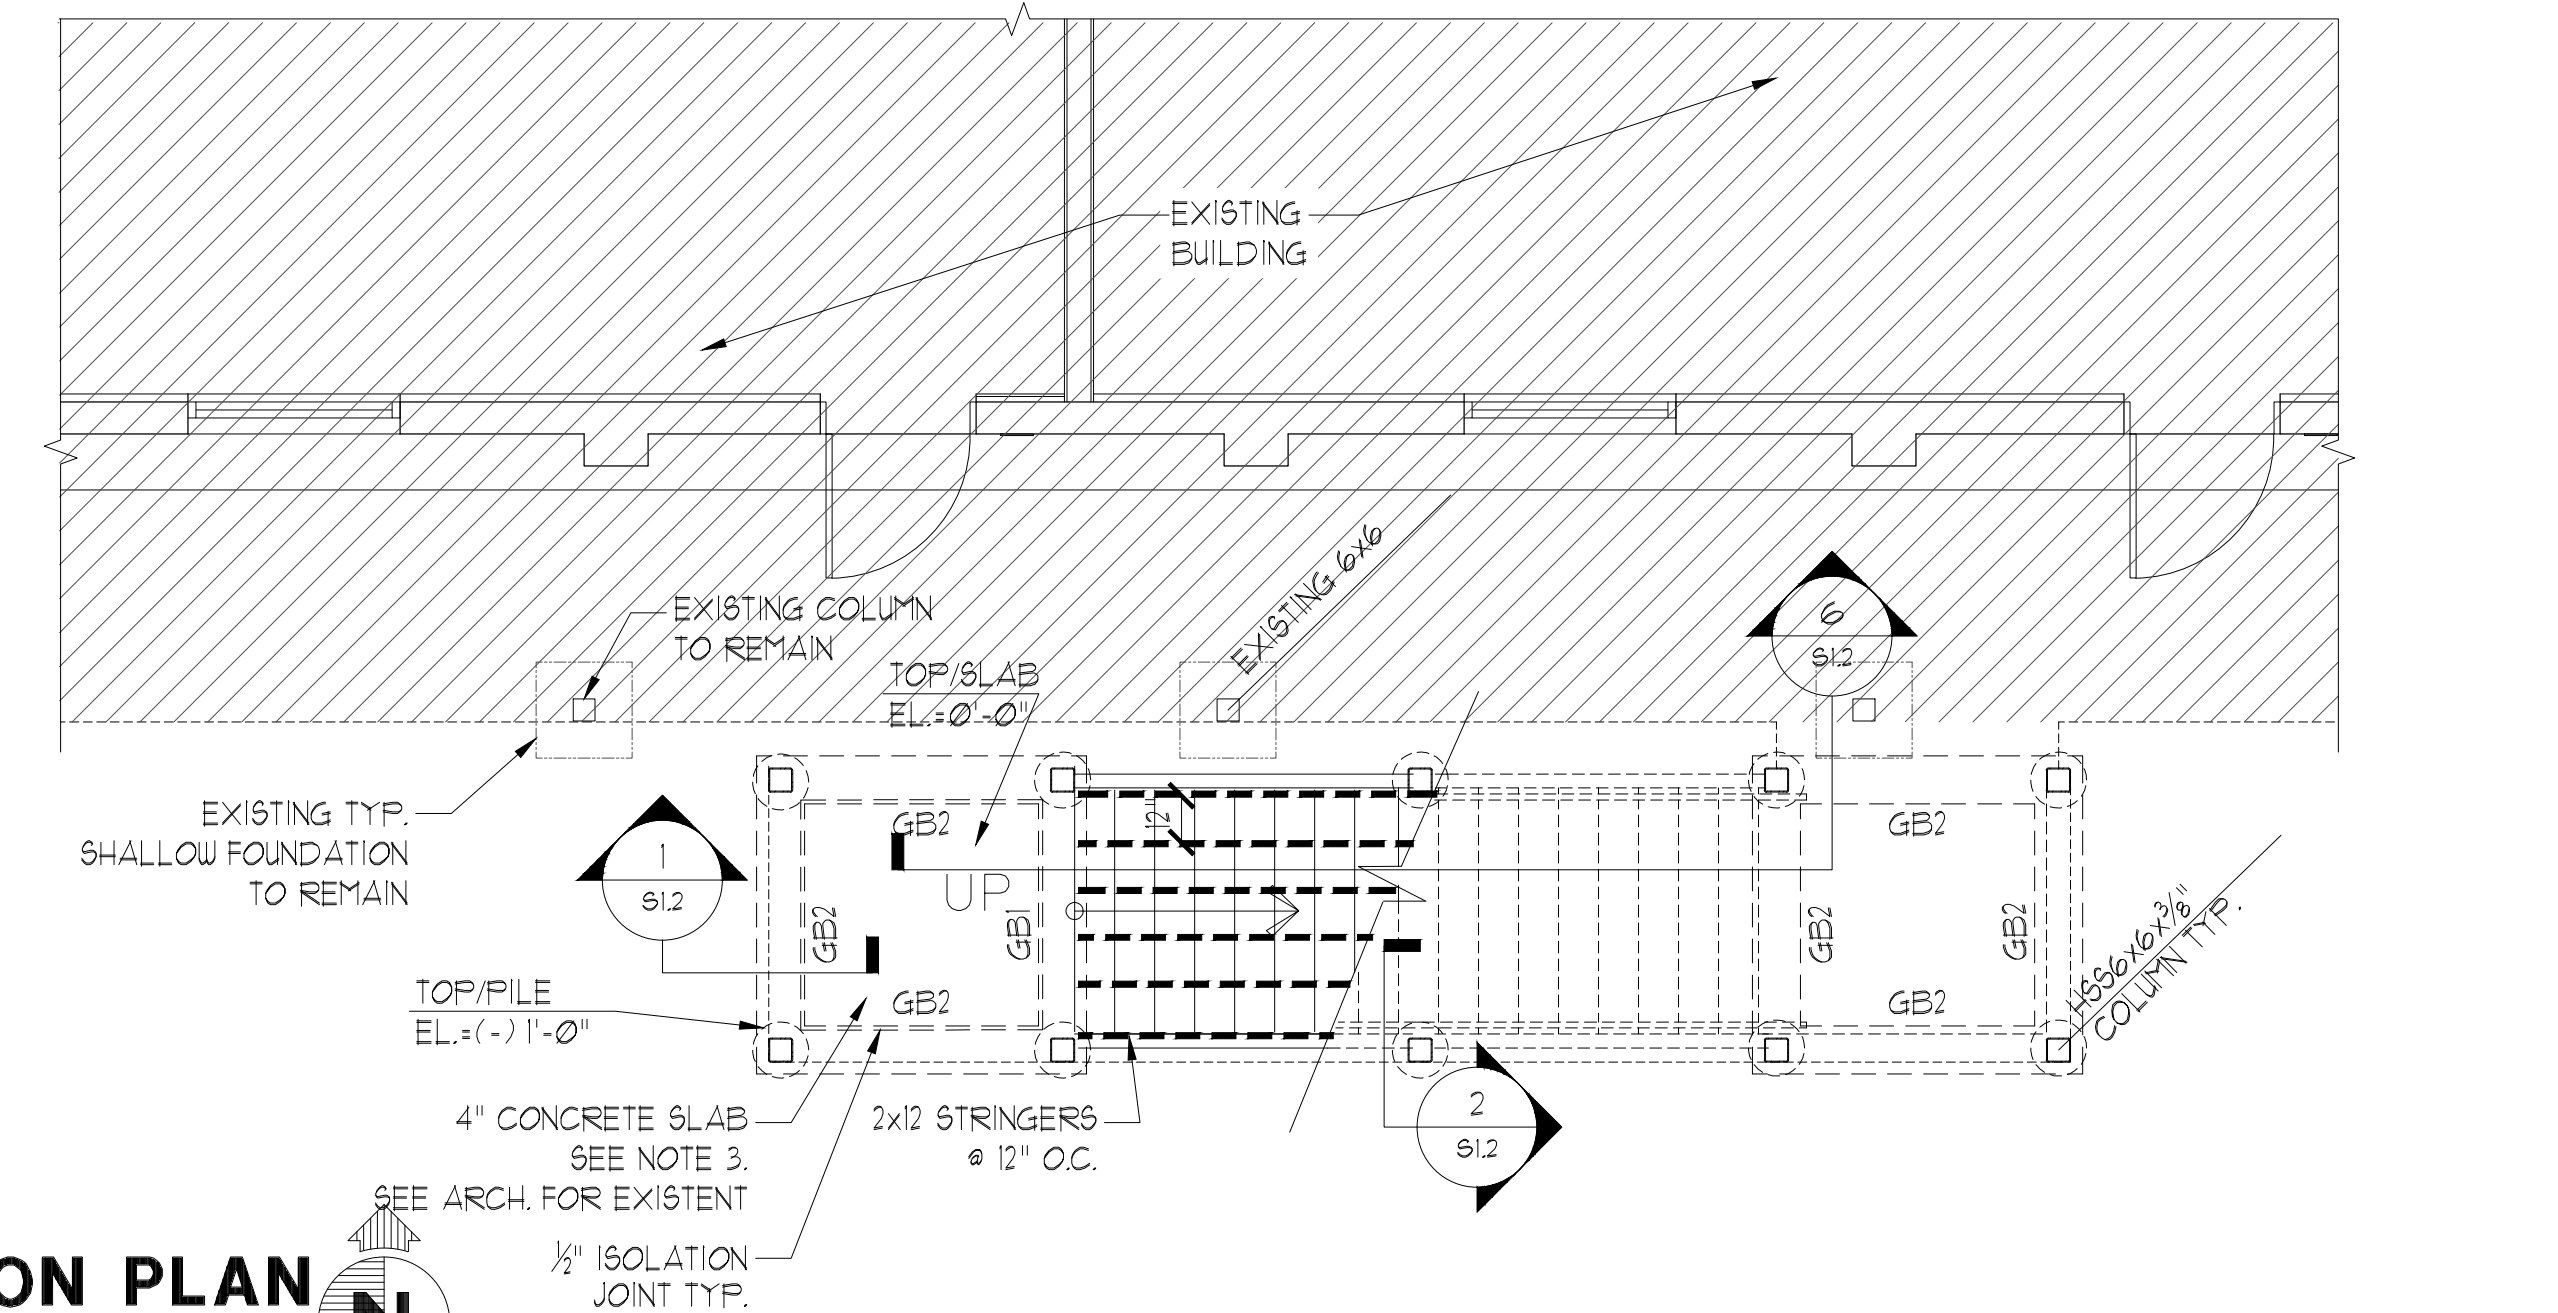 EXISTING
BUILDING
EXISTING 6x6
6
S1.2
EXISTING COLUMN
TO REMAIN
TOP/SLAB
EL.=0'-0"
EXISTING TYP.
SHALLOW FOUNDATION
TO REMAIN
1
S1.2
GB2
12"
UP
GB2
GB1
GB2
GB2
GB2
GB2
GB2
HSS6x6x3/8"
COLUMN TYP.
TOP/PILE
EL.=(-)1'-0"
4" CONCRETE SLAB
SEE NOTE 3.
SEE ARCH. FOR EXISTENT
2x12 STRINGERS
@ 12" O.C.
2
S1.2
1/2" ISOLATION
JOINT TYP.
ON PLAN
N